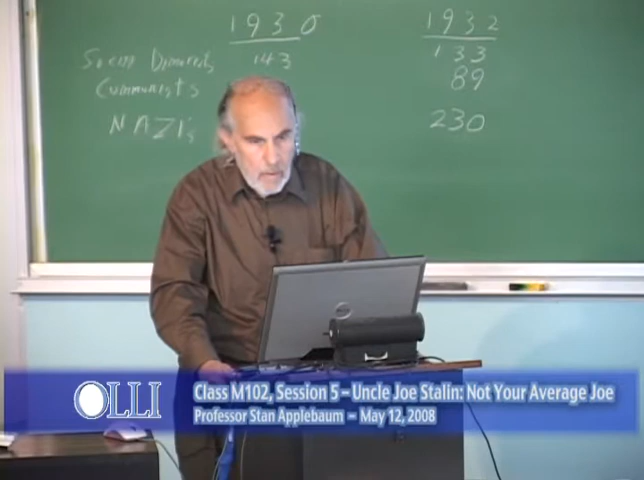 1930 1932
Social Democrats 143 133
Communists 89
NAZI's 230
OLLI
Class M102, Session 5 – Uncle Joe Stalin: Not Your Average Joe
Professor Stan Applebaum – May 12, 2008